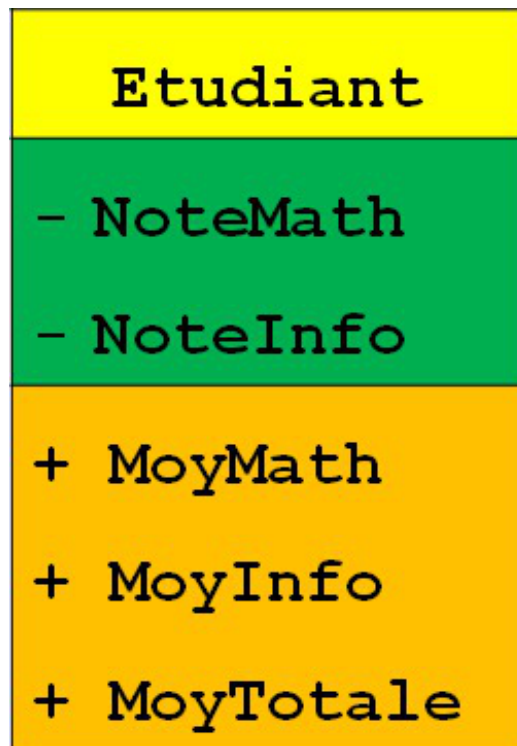 Etudiant
- NoteMath
- NoteInfo
+ MoyMath
+ MoyInfo
+ MoyTotale